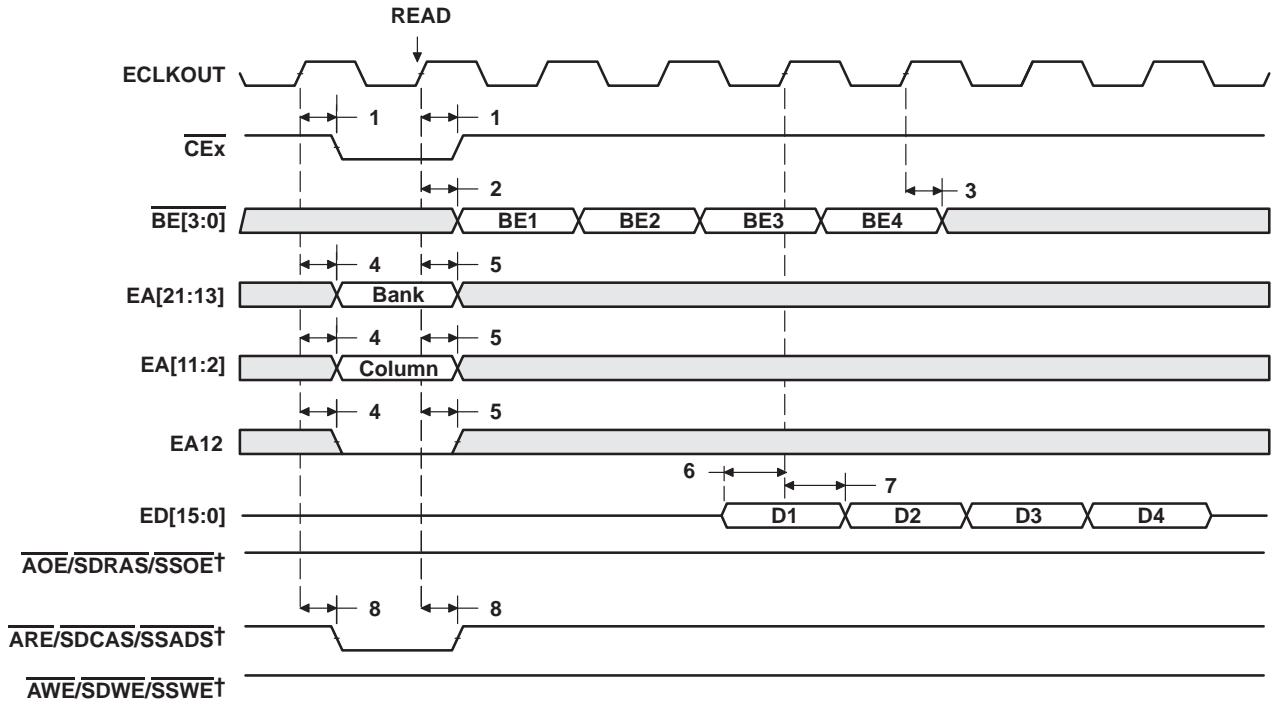 READ
ECLKOUT
1 1
CEx
2 3
BE[3:0] BE1 BE2 BE3 BE4
4 5
EA[21:13] Bank
4 5
EA[11:2] Column
4 5
EA12
6 7
ED[15:0] D1 D2 D3 D4
AOE/SDRAS/SSOE†
8 8
ARE/SDCAS/SSADS†
AWE/SDWE/SSWE†